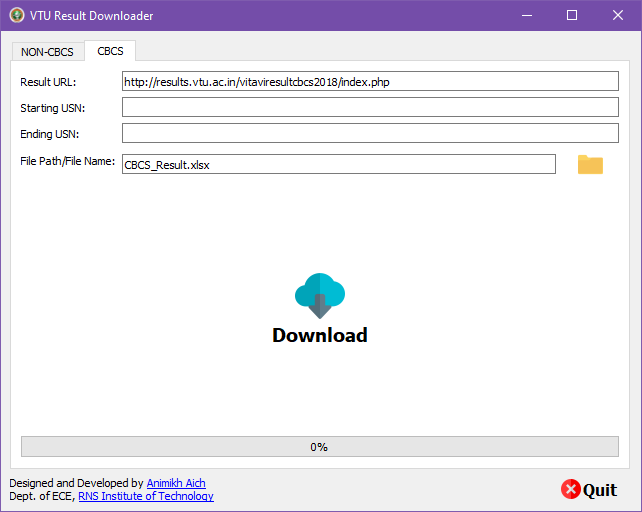 VTU Result Downloader
NON-CBCS CBCS
Result URL: http://results.vtu.ac.in/vitaviresultcbcs2018/index.php
Starting USN:
Ending USN:
File Path/File Name: CBCS_Result.xlsx
Download
0%
Designed and Developed by Animikh Aich
Dept. of ECE, RNS Institute of Technology
Quit